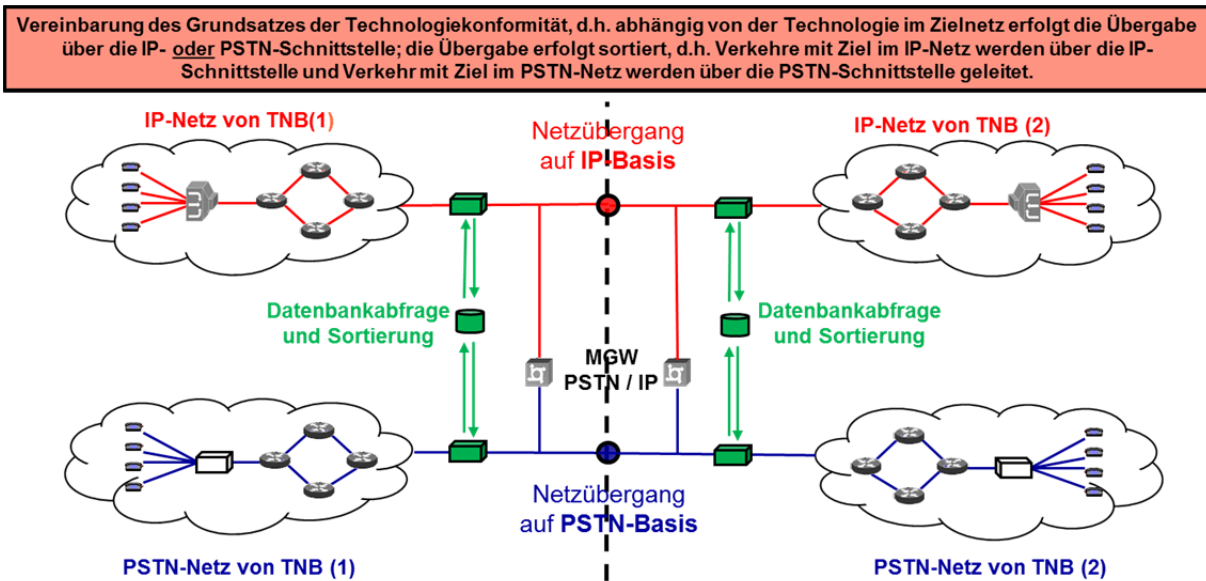 Vereinbarung des Grundsatzes der Technologiekonformität, d.h. abhängig von der Technologie im Zielnetz erfolgt die Übergabe
über die IP- oder PSTN-Schnittstelle; die Übergabe erfolgt sortiert, d.h. Verkehre mit Ziel im IP-Netz werden über die IP-
Schnittstelle und Verkehr mit Ziel im PSTN-Netz werden über die PSTN-Schnittstelle geleitet.
IP-Netz von TNB(1)
Netzübergang
auf IP-Basis
IP-Netz von TNB (2)
Datenbankabfrage
und Sortierung
Datenbankabfrage
und Sortierung
MGW
PSTN / IP
Netzübergang
auf PSTN-Basis
PSTN-Netz von TNB (1)
PSTN-Netz von TNB (2)